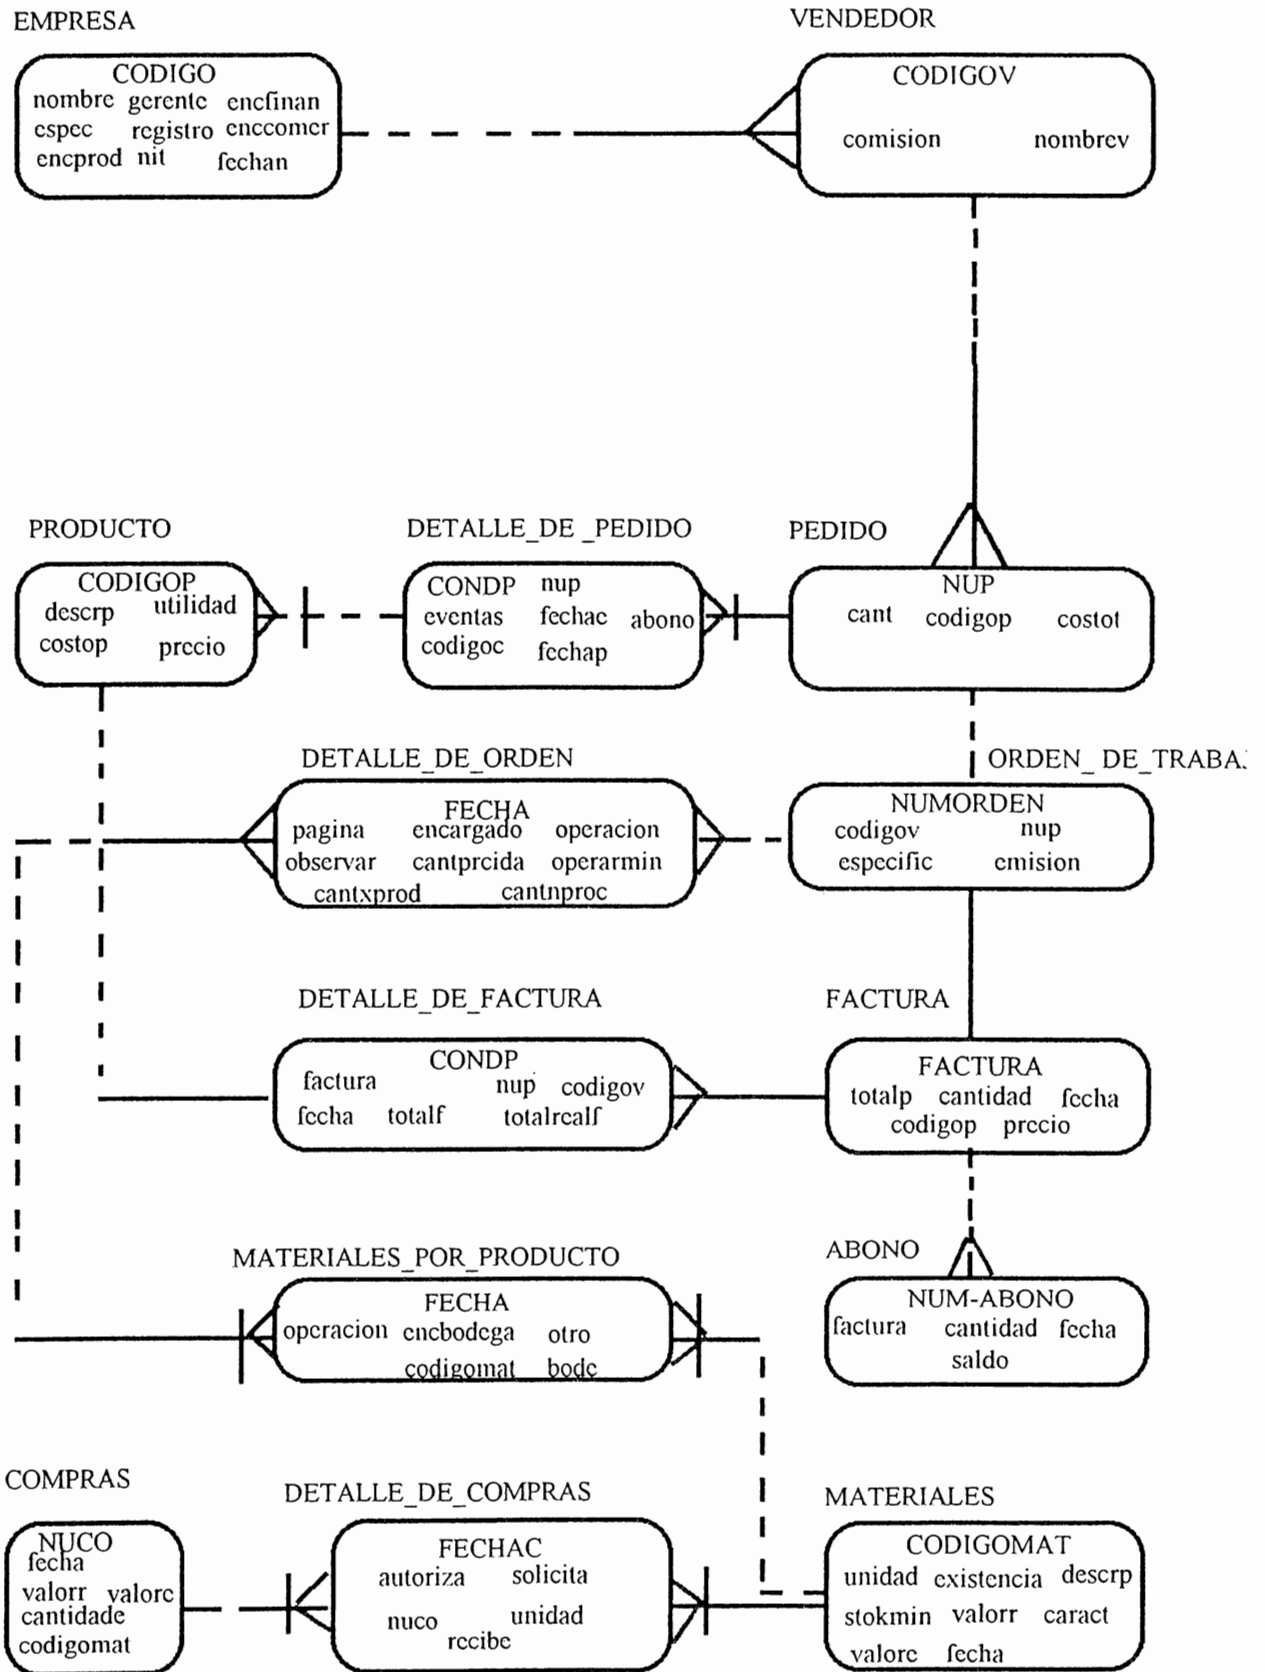 EMPRESA
VENDEDOR
CODIGO
nombre gerente encfinan
espec registro enccomer
encprod nit fechan
CODIGOV
comision nombrev
PRODUCTO
DETALLE_DE _PEDIDO
PEDIDO
CODIGOP
descrp utilidad
costop precio
CONDP nup
eventas fechac abono
codigoc fechap
NUP
cant codigop costot
DETALLE_DE_ORDEN
ORDEN_ DE_TRABA
FECHA
pagina encargado operacion
observar cantprcida operarmin
cantxprod cantnproc
NUMORDEN
codigov nup
especific emision
DETALLE_DE_FACTURA
FACTURA
CONDP
factura nup codigov
fecha totalf totalrealf
FACTURA
totalp cantidad fecha
codigop precio
MATERIALES_POR_PRODUCTO
ABONO
FECHA
operacion encbodega otro
codigomat bode
NUM-ABONO
factura cantidad fecha
saldo
COMPRAS
DETALLE_DE_COMPRAS
MATERIALES
NUCO
fecha
valorr valore
cantidade
codigomat
FECHAC
autoriza solicita
nuco unidad
recibe
CODIGOMAT
unidad existencia descrp
stokmin valorr caract
valore fecha